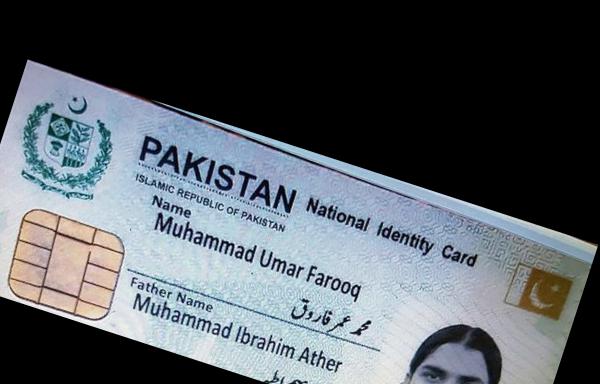 PAKISTAN National Identity Card
ISLAMIC REPUBLIC OF PAKISTAN
Name
Muhammad Umar Farooq
محمد عمر فاروق
Father Name
Muhammad Ibrahim Ather